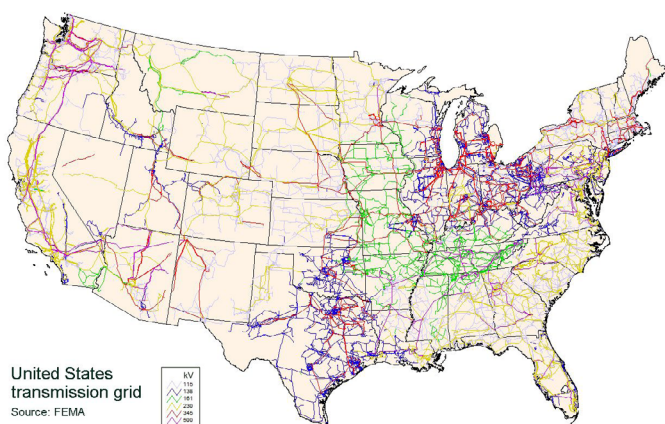 United States
transmission grid
Source: FEMA
kV
115
138
161
230
345
500